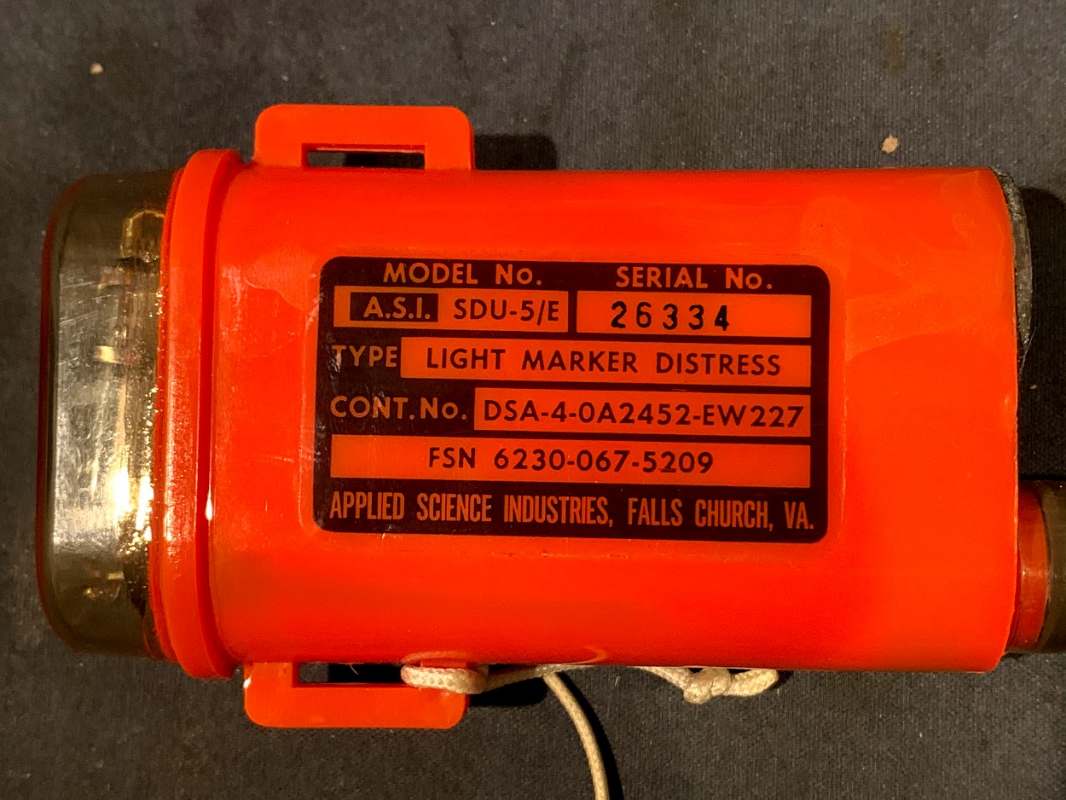 MODEL No. SERIAL No.
A.S.I. SDU-5/E 26334
TYPE LIGHT MARKER DISTRESS
CONT.No. DSA-4-0A2452-EW227
FSN 6230-067-5209
APPLIED SCIENCE INDUSTRIES, FALLS CHURCH, VA.